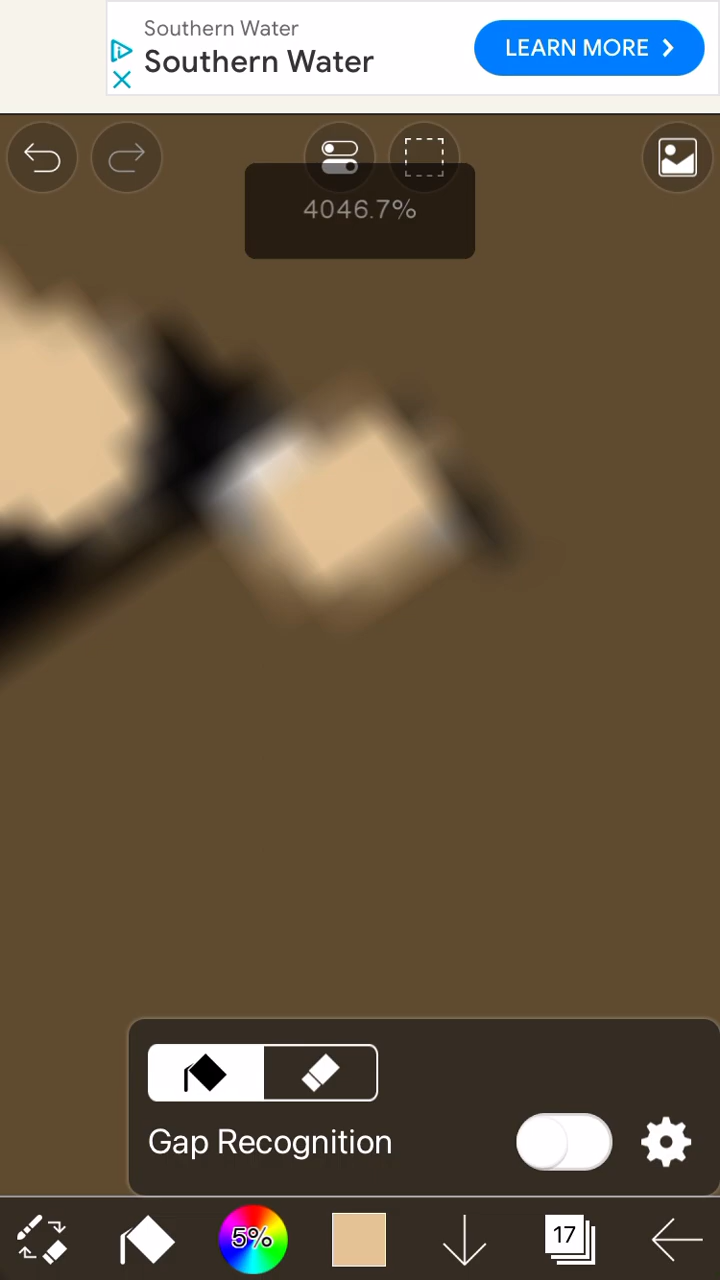 Southern Water
Southern Water
LEARN MORE
4046.7%
Gap Recognition
5%
17